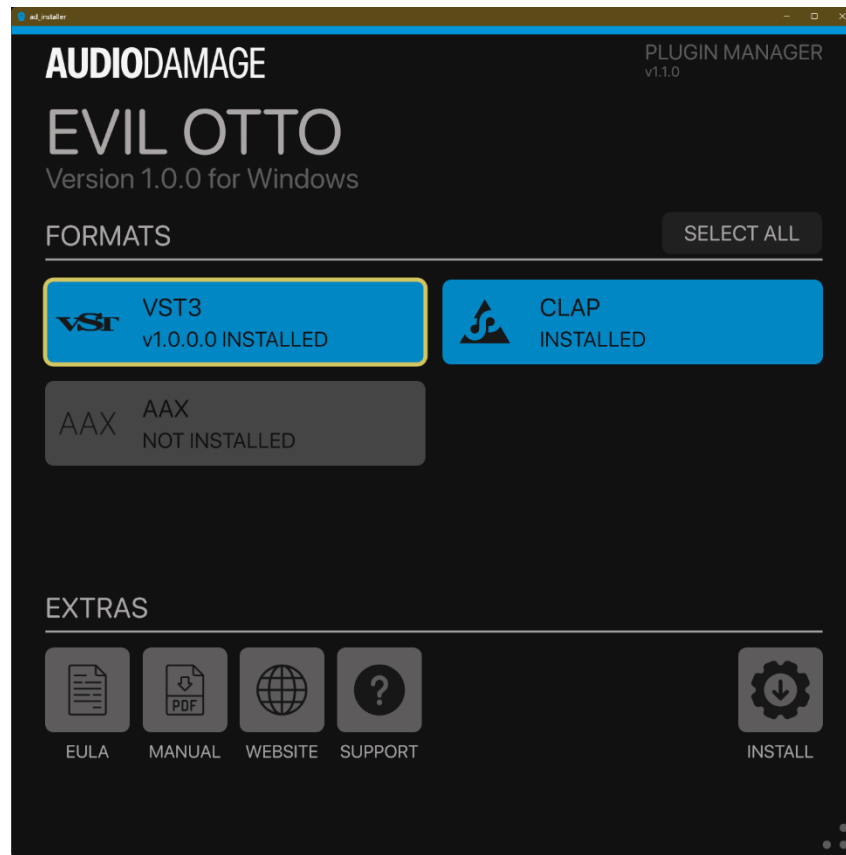 ad_installer
AUDIODAMAGE
PLUGIN MANAGER
v1.1.0
EVIL OTTO
Version 1.0.0 for Windows
FORMATS
SELECT ALL
VST
VST3
v1.0.0.0 INSTALLED
CLAP
INSTALLED
AAX
AAX
NOT INSTALLED
EXTRAS
PDF
?
EULA
MANUAL
WEBSITE
SUPPORT
INSTALL